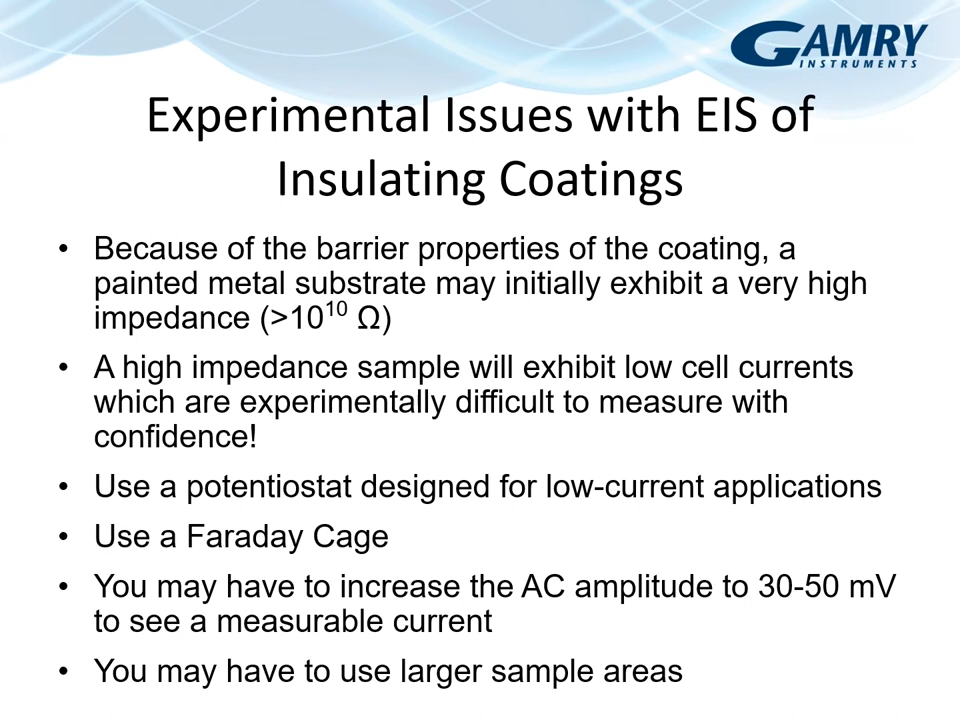 GAMRY
INSTRUMENTS
Experimental Issues with EIS of
Insulating Coatings
• Because of the barrier properties of the coating, a
painted metal substrate may initially exhibit a very high
impedance (>10¹⁰ Ω)
• A high impedance sample will exhibit low cell currents
which are experimentally difficult to measure with
confidence!
• Use a potentiostat designed for low-current applications
• Use a Faraday Cage
• You may have to increase the AC amplitude to 30-50 mV
to see a measurable current
• You may have to use larger sample areas